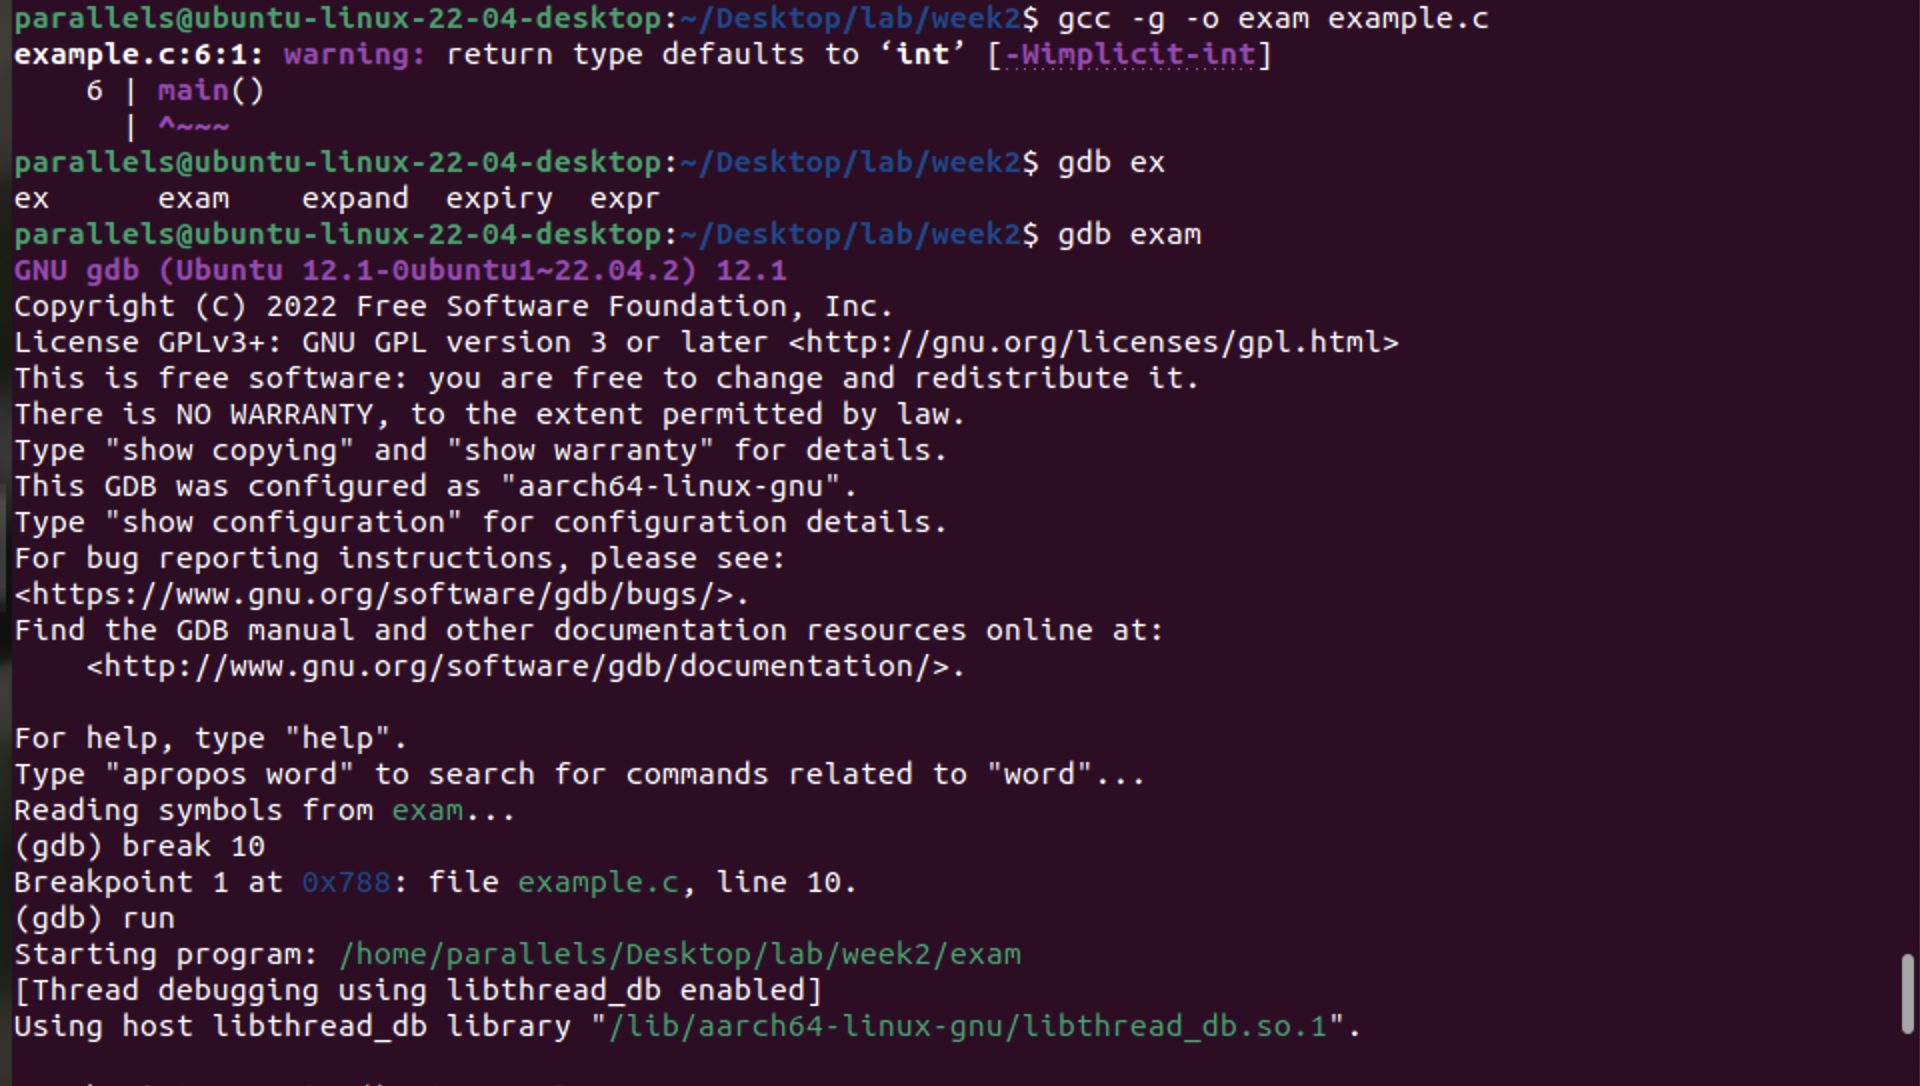 parallels@ubuntu-linux-22-04-desktop:~/Desktop/lab/week2$ gcc -g -o exam example.c
example.c:6:1: warning: return type defaults to ‘int’ [-Wimplicit-int]
    6 | main()
      | ^~~~
parallels@ubuntu-linux-22-04-desktop:~/Desktop/lab/week2$ gdb ex
ex      exam    expand  expiry  expr
parallels@ubuntu-linux-22-04-desktop:~/Desktop/lab/week2$ gdb exam
GNU gdb (Ubuntu 12.1-0ubuntu1~22.04.2) 12.1
Copyright (C) 2022 Free Software Foundation, Inc.
License GPLv3+: GNU GPL version 3 or later <http://gnu.org/licenses/gpl.html>
This is free software: you are free to change and redistribute it.
There is NO WARRANTY, to the extent permitted by law.
Type "show copying" and "show warranty" for details.
This GDB was configured as "aarch64-linux-gnu".
Type "show configuration" for configuration details.
For bug reporting instructions, please see:
<https://www.gnu.org/software/gdb/bugs/>.
Find the GDB manual and other documentation resources online at:
    <http://www.gnu.org/software/gdb/documentation/>.

For help, type "help".
Type "apropos word" to search for commands related to "word"...
Reading symbols from exam...
(gdb) break 10
Breakpoint 1 at 0x788: file example.c, line 10.
(gdb) run
Starting program: /home/parallels/Desktop/lab/week2/exam
[Thread debugging using libthread_db enabled]
Using host libthread_db library "/lib/aarch64-linux-gnu/libthread_db.so.1".